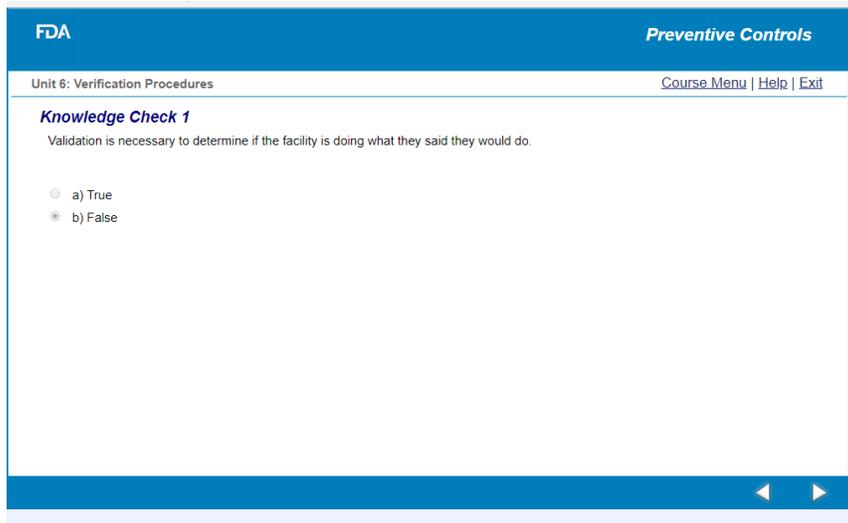 FDA
Preventive Controls
Unit 6: Verification Procedures
Course Menu | Help | Exit
Knowledge Check 1
Validation is necessary to determine if the facility is doing what they said they would do.
a) True
b) False